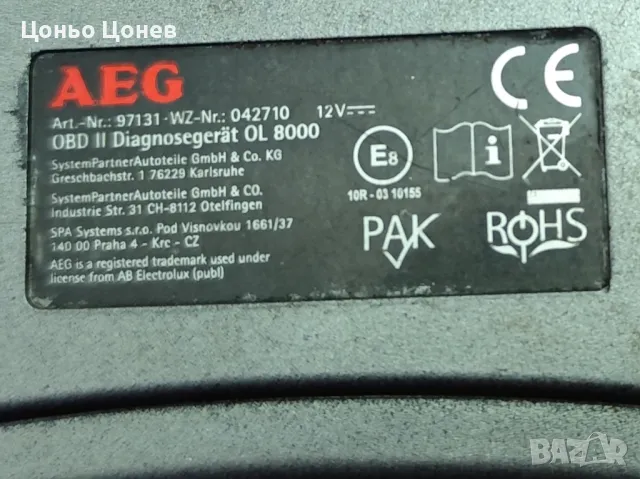 Цоньо Цонев
AEG
Art.-Nr.: 97131·WZ-Nr.: 042710 12V
OBD II Diagnosegerät OL 8000
SystemPartnerAutoteile GmbH & Co. KG
Greschbachstr. 1 76229 Karlsruhe
SystemPartnerAutoteile GmbH & CO.
Industrie Str. 31 CH-8112 Otelfingen
SPA Systems s.r.o. Pod Visnovkou 1661/37
140 00 Praha 4 - Krc - CZ
AEG is a registered trademark used under
license from AB Electrolux (publ)
CE
E8
i
10R-03 10155
PAK
ROHS
BAZAR